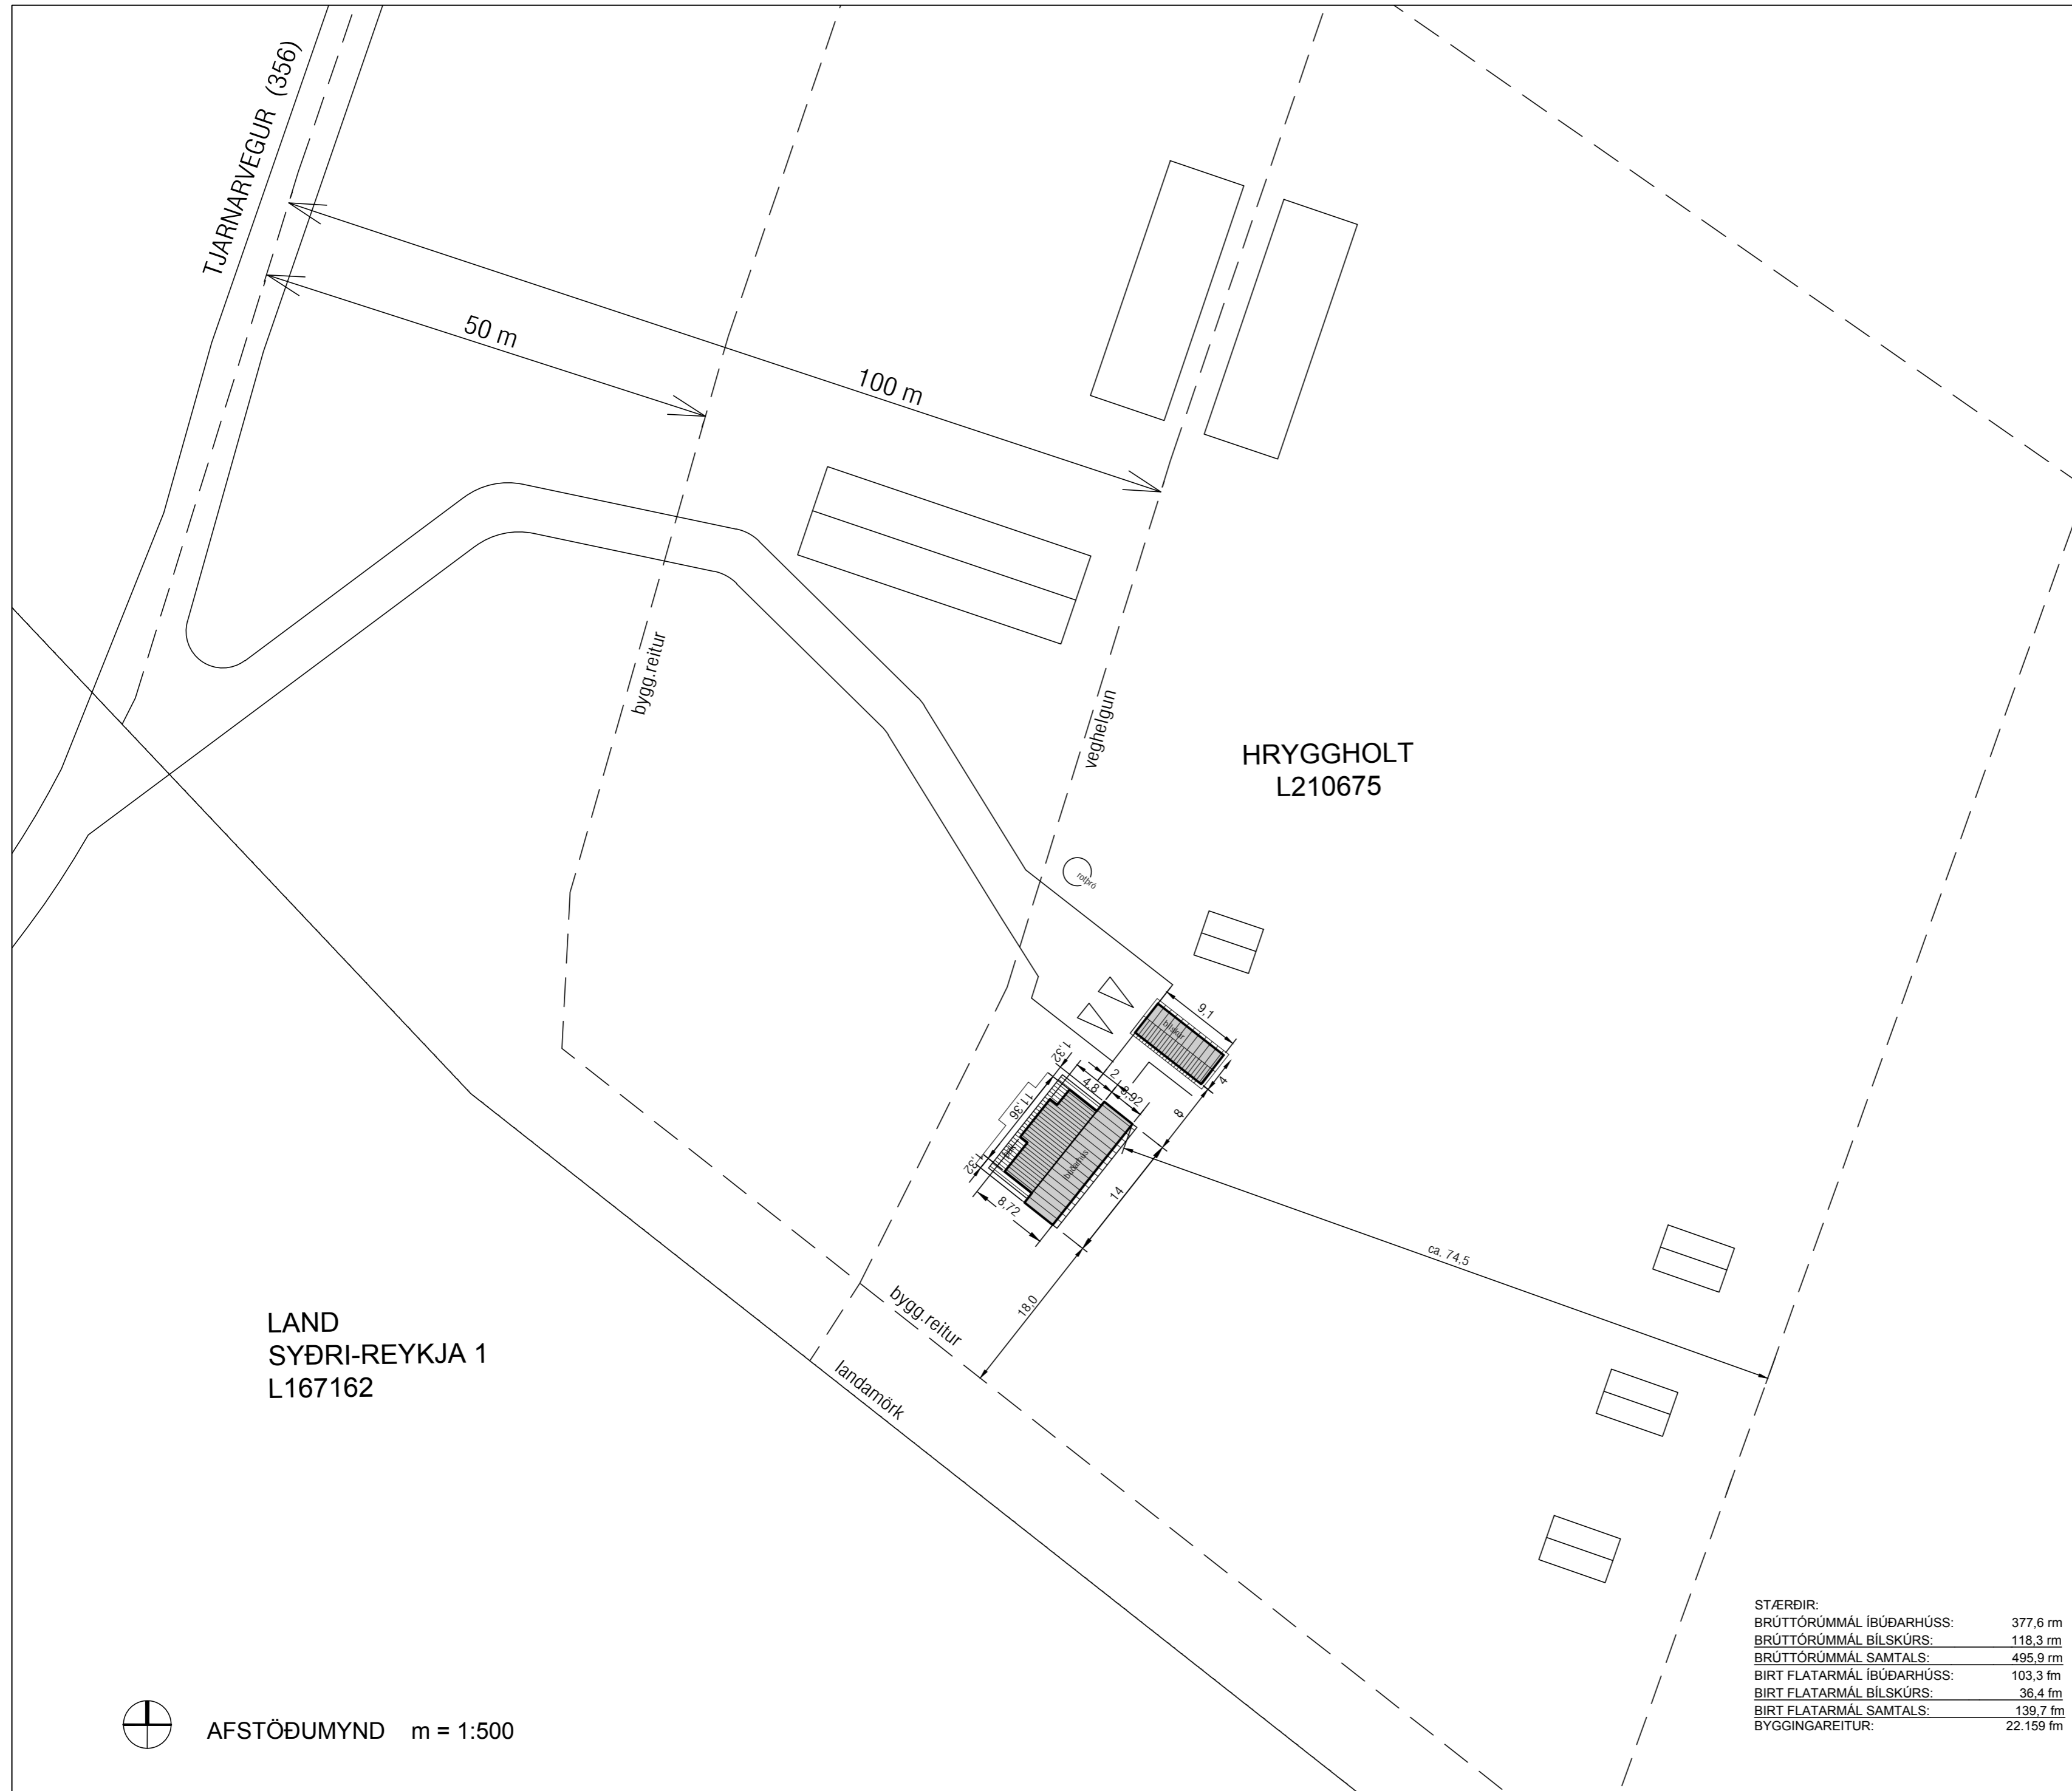 TJARNARVEGUR (356)
50 m
100 m
bygg.reitur
veghelgun
HRYGGHOLT
L210675
rotþró
9,1
bílskúr
4
1,32
4,8
2
3,92
8
11,36
íbúðarhús
1,32
8,72
14
ca. 74,5
18,0
bygg.reitur
landamörk
LAND
SYÐRI-REYKJA 1
L167162
STÆRÐIR:
BRÚTTÓRÚMMÁL ÍBÚÐARHÚSS: 377,6 rm
BRÚTTÓRÚMMÁL BÍLSKÚRS: 118,3 rm
BRÚTTÓRÚMMÁL SAMTALS: 495,9 rm
BIRT FLATARMÁL ÍBÚÐARHÚSS: 103,3 fm
BIRT FLATARMÁL BÍLSKÚRS: 36,4 fm
BIRT FLATARMÁL SAMTALS: 139,7 fm
BYGGINGAREITUR: 22.159 fm
AFSTÖÐUMYND m = 1:500